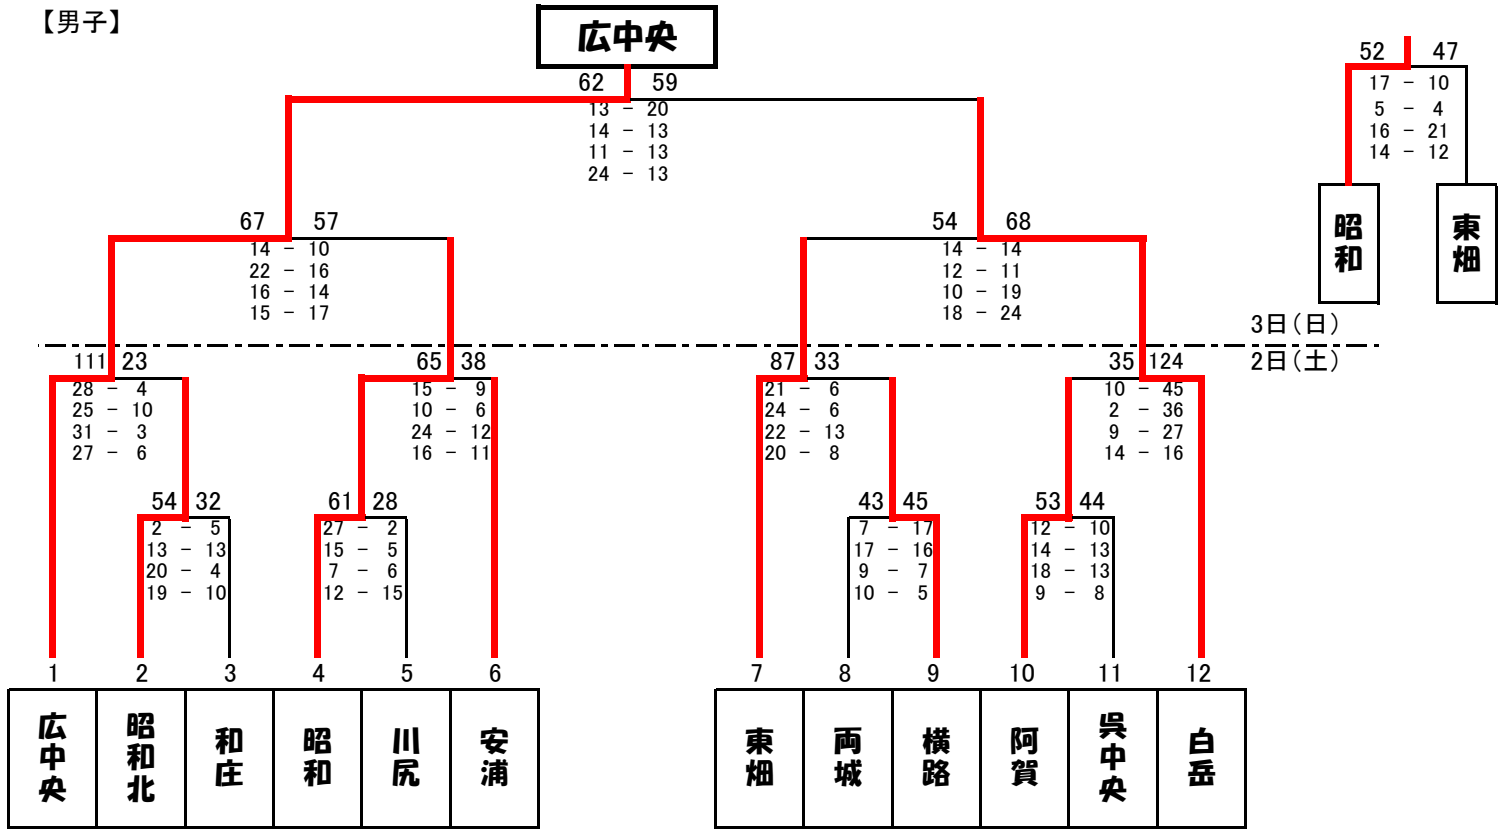 【男子】
広中央
62 59
13 - 20
14 - 13
11 - 13
24 - 13
52 47
17 - 10
5 - 4
16 - 21
14 - 12
昭和
東畑
67 57
14 - 10
22 - 16
16 - 14
15 - 17
54 68
14 - 14
12 - 11
10 - 19
18 - 24
3日(日)
2日(土)
111 23
28 - 4
25 - 10
31 - 3
27 - 6
65 38
15 - 9
10 - 6
24 - 12
16 - 11
87 33
21 - 6
24 - 6
22 - 13
20 - 8
35 124
10 - 45
2 - 36
9 - 27
14 - 16
54 32
2 - 5
13 - 13
20 - 4
19 - 10
61 28
27 - 2
15 - 5
7 - 6
12 - 15
43 45
7 - 17
17 - 16
9 - 7
10 - 5
53 44
12 - 10
14 - 13
18 - 13
9 - 8
1 2 3 4 5 6 7 8 9 10 11 12
広中央
昭和北
和庄
昭和
川尻
安浦
東畑
両城
横路
阿賀
呉中央
白岳